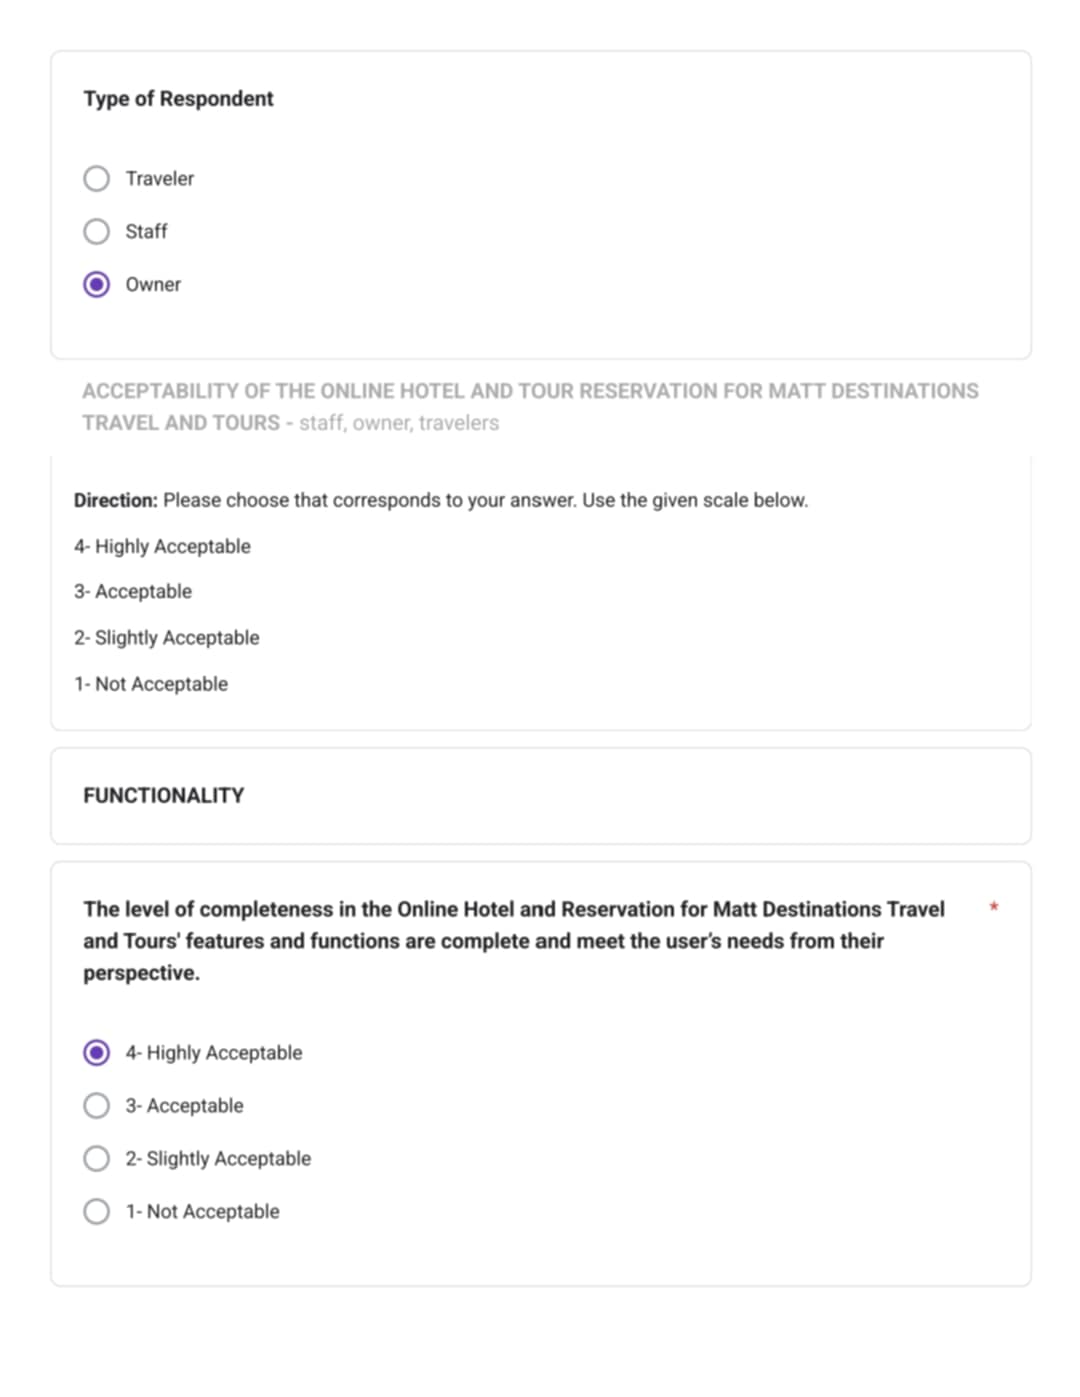 Type of Respondent
Traveler
Staff
Owner
ACCEPTABILITY OF THE ONLINE HOTEL AND TOUR RESERVATION FOR MATT DESTINATIONS
TRAVEL AND TOURS - staff, owner, travelers
Direction: Please choose that corresponds to your answer. Use the given scale below.
4- Highly Acceptable
3- Acceptable
2- Slightly Acceptable
1- Not Acceptable
FUNCTIONALITY
The level of completeness in the Online Hotel and Reservation for Matt Destinations Travel *
and Tours' features and functions are complete and meet the user's needs from their
perspective.
4- Highly Acceptable
3- Acceptable
2- Slightly Acceptable
1- Not Acceptable